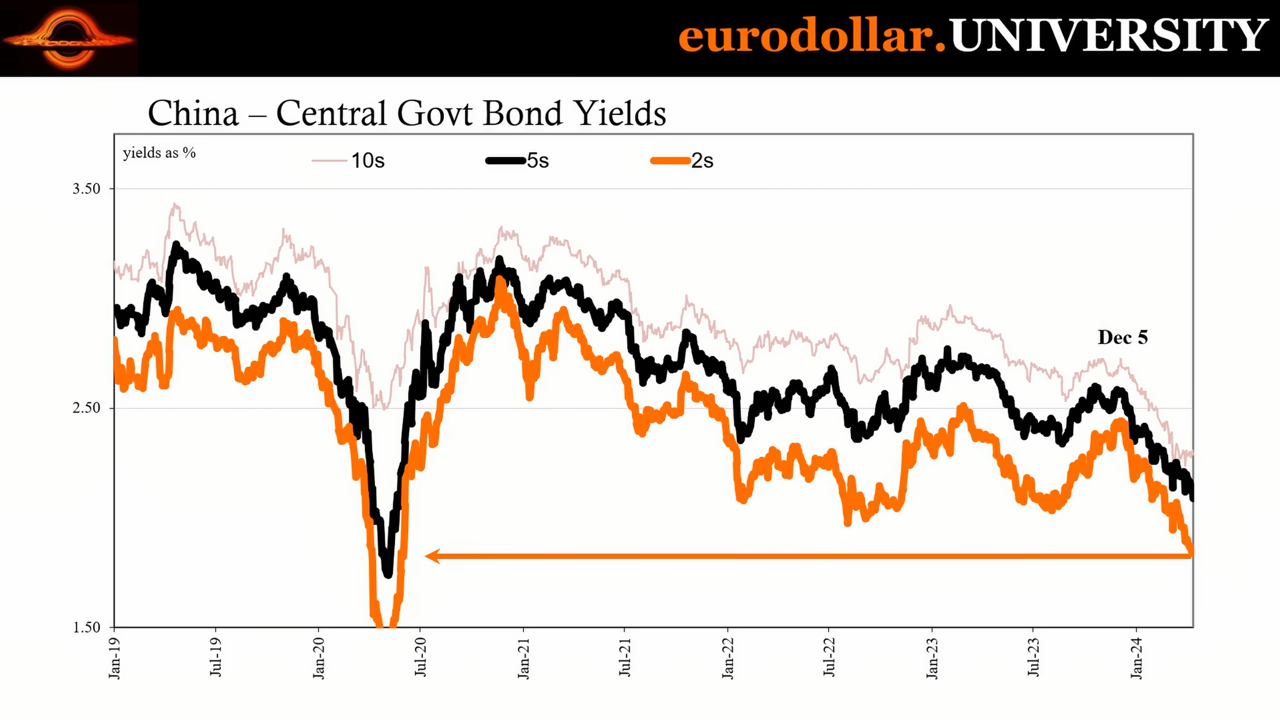 eurodollar.UNIVERSITY
China – Central Govt Bond Yields
yields as %
10s
5s
2s
3.50
2.50
1.50
Dec 5
Jan-19
Jul-19
Jan-20
Jul-20
Jan-21
Jul-21
Jan-22
Jul-22
Jan-23
Jul-23
Jan-24